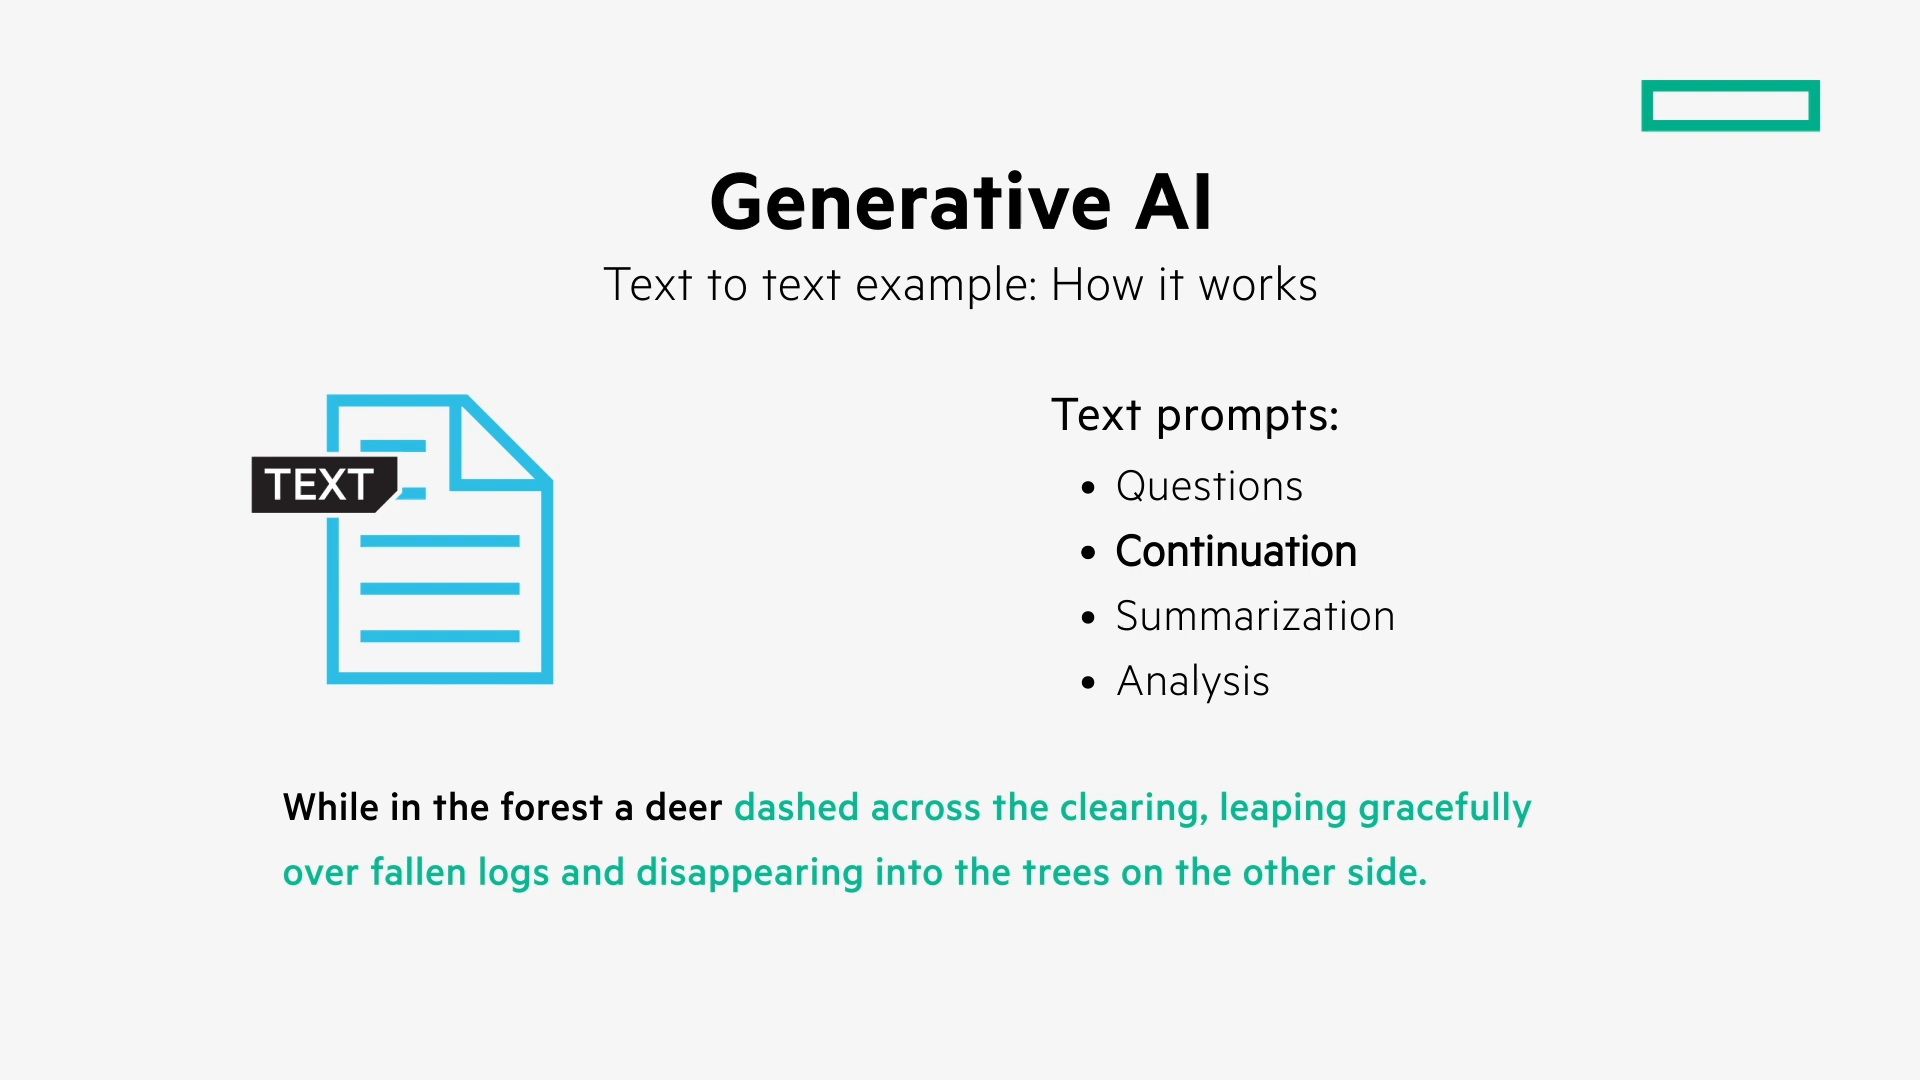 Generative AI
Text to text example: How it works
TEXT
Text prompts:
• Questions
• Continuation
• Summarization
• Analysis
While in the forest a deer dashed across the clearing, leaping gracefully
over fallen logs and disappearing into the trees on the other side.